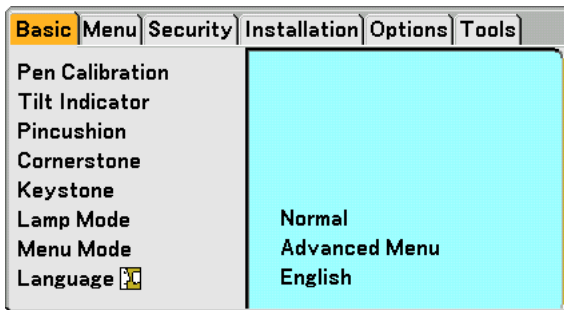 Basic Menu Security Installation Options Tools
Pen Calibration
Tilt Indicator
Pincushion
Cornerstone
Keystone
Lamp Mode Normal
Menu Mode Advanced Menu
Language English